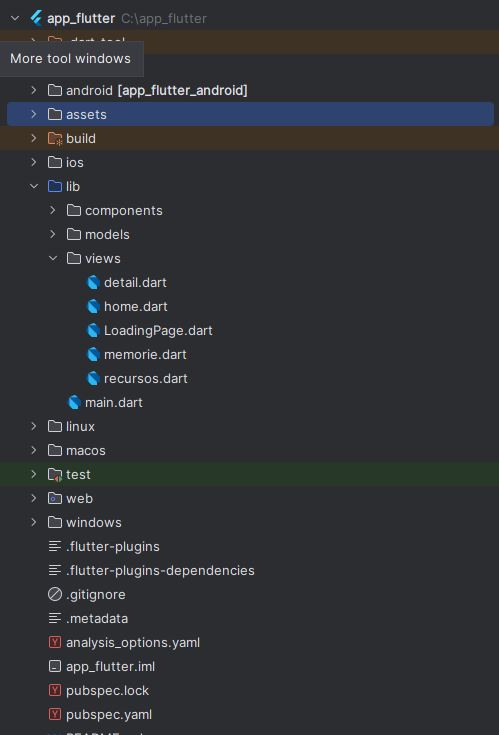 app_flutter C:\app_flutter
.dart_tool
More tool windows
android [app_flutter_android]
assets
build
ios
lib
components
models
views
detail.dart
home.dart
LoadingPage.dart
memorie.dart
recursos.dart
main.dart
linux
macos
test
web
windows
.flutter-plugins
.flutter-plugins-dependencies
.gitignore
.metadata
analysis_options.yaml
app_flutter.iml
pubspec.lock
pubspec.yaml